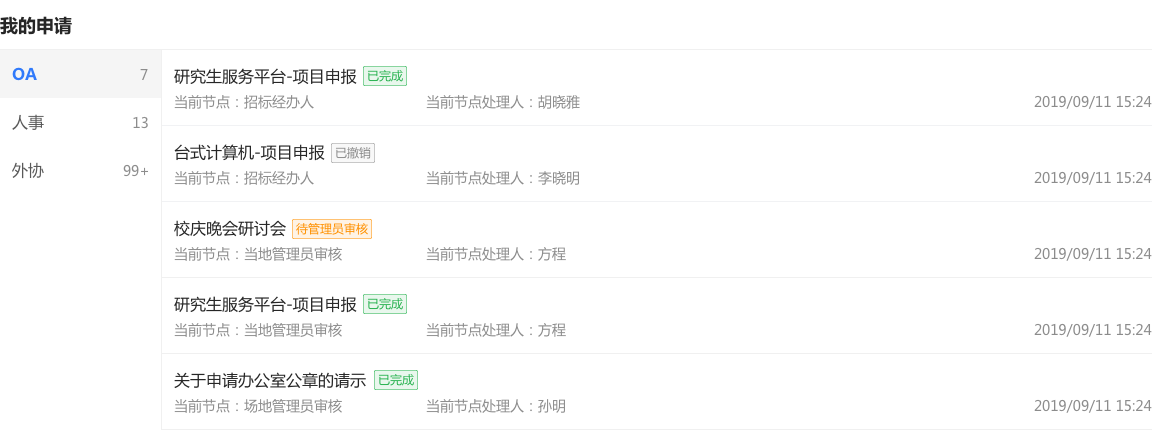 我的申请
OA 7
人事 13
外协 99+
研究生服务平台-项目申报 已完成
当前节点：招标经办人 当前节点处理人：胡晓雅 2019/09/11 15:24
台式计算机-项目申报 已撤销
当前节点：招标经办人 当前节点处理人：李晓明 2019/09/11 15:24
校庆晚会研讨会 待管理员审核
当前节点：当地管理员审核 当前节点处理人：方程 2019/09/11 15:24
研究生服务平台-项目申报 已完成
当前节点：当地管理员审核 当前节点处理人：方程 2019/09/11 15:24
关于申请办公室公章的请示 已完成
当前节点：场地管理员审核 当前节点处理人：孙明 2019/09/11 15:24